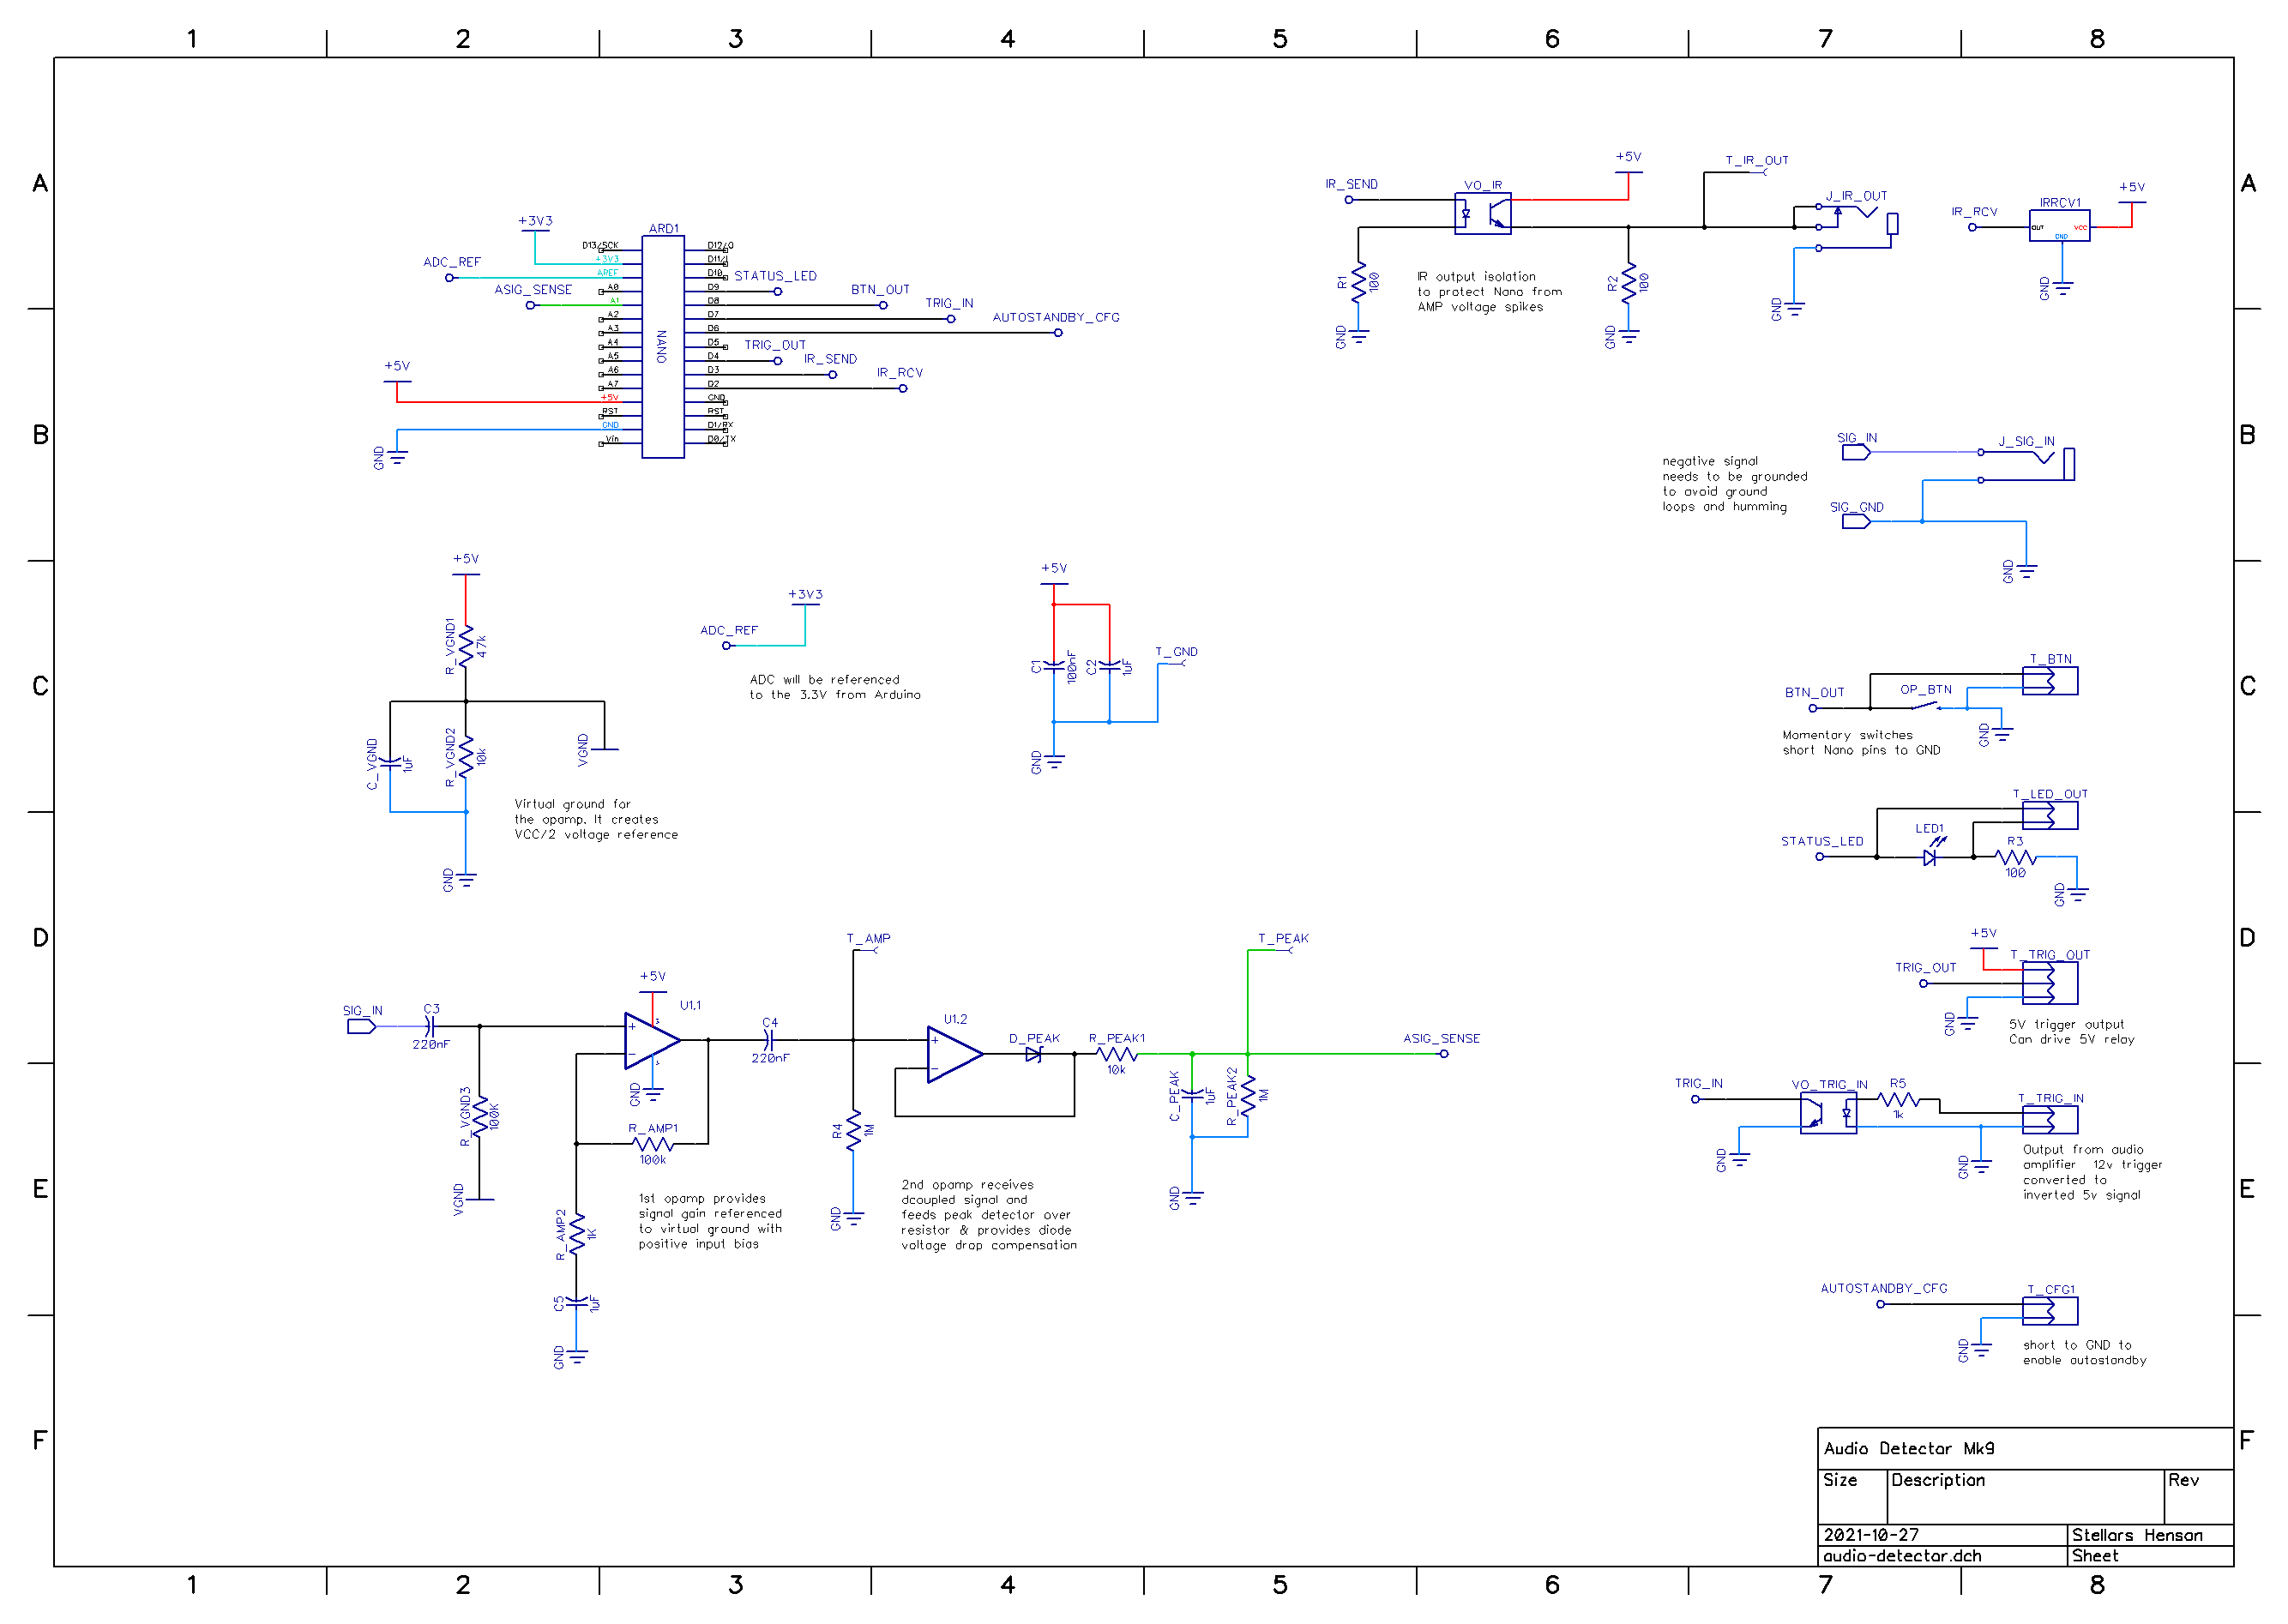 1 2 3 4 5 6 7 8
A
A
B
B
C
C
D
D
E
E
F
F
+3V3
ADC_REF
ASIG_SENSE
+5V
GND
ARD1
NANO
D13/SCK
+3V3
AREF
A0
A1
A2
A3
A4
A5
A6
A7
+5V
RST
GND
Vin
D12/O
D11/I
D10
D9
D8
D7
D6
D5
D4
D3
D2
GND
RST
D1/RX
D0/TX
STATUS_LED
BTN_OUT
TRIG_IN
AUTOSTANDBY_CFG
TRIG_OUT
IR_SEND
IR_RCV
IR_SEND
VO_IR
+5V
T_IR_OUT
J_IR_OUT
R1
100
GND
R2
100
GND
GND
IR output isolation
to protect Nano from
AMP voltage spikes
IR_RCV
IRRCV1
OUT
VCC
GND
+5V
GND
negative signal
needs to be grounded
to avoid ground
loops and humming
SIG_IN
J_SIG_IN
SIG_GND
GND
+5V
R_VGND1
47k
C_VGND
1uF
R_VGND2
10k
VGND
GND
Virtual ground for
the opamp. It creates
VCC/2 voltage reference
+3V3
ADC_REF
ADC will be referenced
to the 3.3V from Arduino
+5V
C1
100nF
C2
1uF
T_GND
GND
T_BTN
BTN_OUT
OP_BTN
GND
Momentary switches
short Nano pins to GND
T_LED_OUT
STATUS_LED
LED1
R3
100
GND
+5V
T_TRIG_OUT
TRIG_OUT
GND
5V trigger output
Can drive 5V relay
TRIG_IN
VO_TRIG_IN
R5
1k
T_TRIG_IN
GND
GND
Output from audio
amplifier 12v trigger
converted to
inverted 5v signal
AUTOSTANDBY_CFG
T_CFG1
GND
short to GND to
enable autostandby
SIG_IN
C3
220nF
R_VGND3
100K
VGND
+5V
U1.1
GND
R_AMP1
100k
R_AMP2
1K
C5
1uF
GND
1st opamp provides
signal gain referenced
to virtual ground with
positive input bias
C4
220nF
T_AMP
R4
1M
GND
U1.2
D_PEAK
R_PEAK1
10k
2nd opamp receives
dcoupled signal and
feeds peak detector over
resistor & provides diode
voltage drop compensation
T_PEAK
C_PEAK
1uF
R_PEAK2
1M
GND
ASIG_SENSE
Audio Detector Mk9
Size Description Rev
2021-10-27 Stellars Henson
audio-detector.dch Sheet
1 2 3 4 5 6 7 8